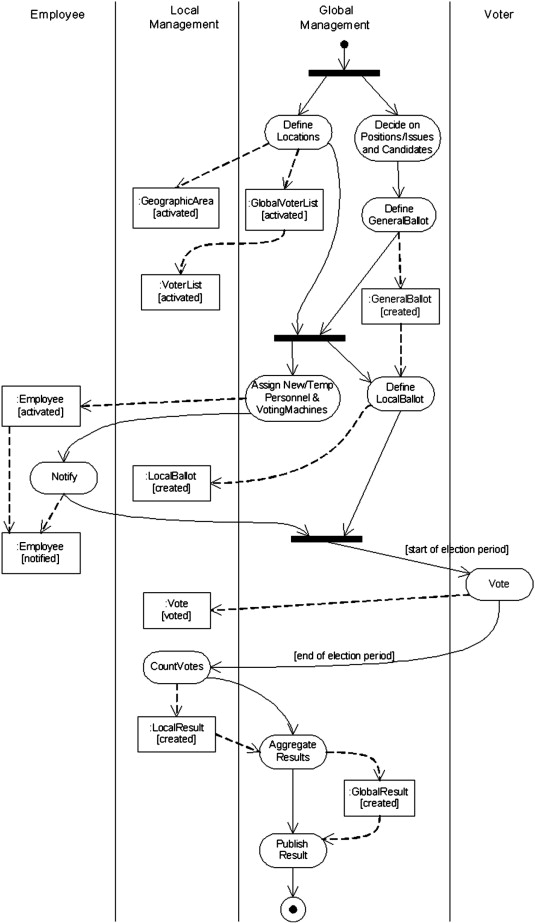 Employee
Local
Management
Global
Management
Voter
Define
Locations
Decide on
Positions/Issues
and Candidates
:GeographicArea
[activated]
:GlobalVoterList
[activated]
Define
GeneralBallot
:VoterList
[activated]
:GeneralBallot
[created]
:Employee
[activated]
Assign New/Temp
Personnel &
VotingMachines
Define
LocalBallot
Notify
:LocalBallot
[created]
:Employee
[notified]
[start of election period]
Vote
:Vote
[voted]
[end of election period]
CountVotes
:LocalResult
[created]
Aggregate
Results
:GlobalResult
[created]
Publish
Result